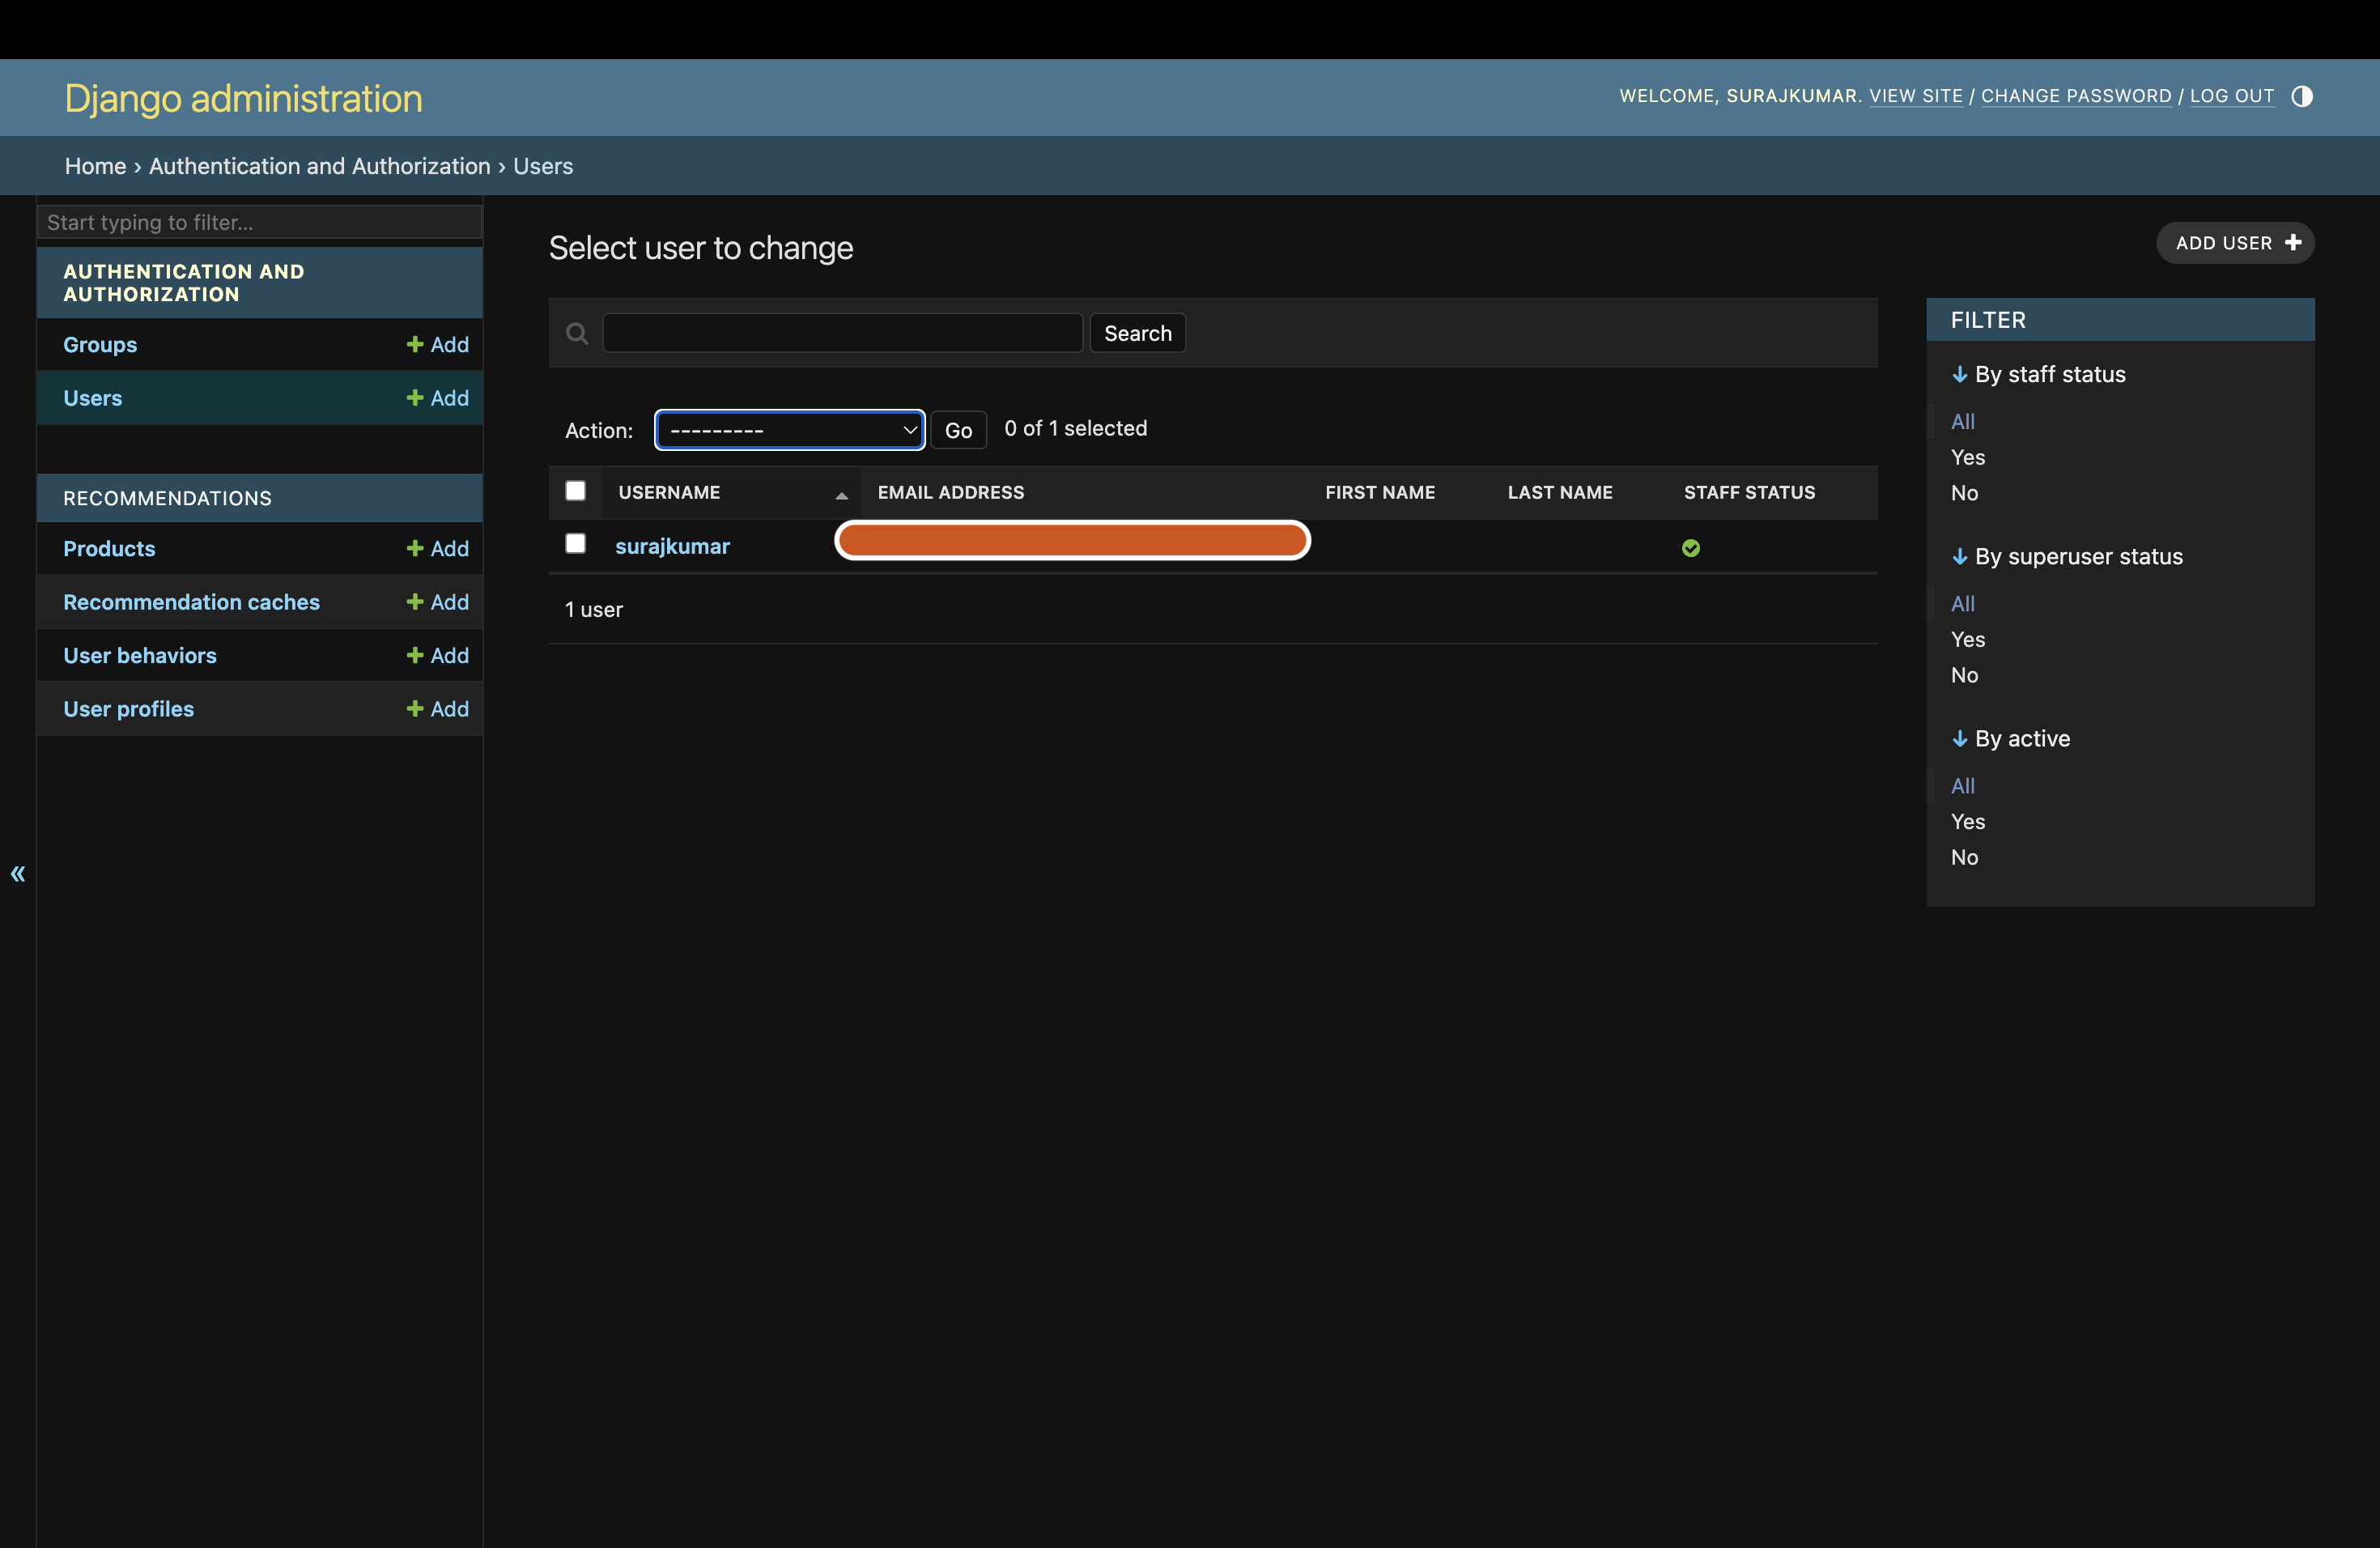 Django administration
WELCOME, SURAJKUMAR. VIEW SITE / CHANGE PASSWORD / LOG OUT
Home › Authentication and Authorization › Users
Start typing to filter...
AUTHENTICATION AND
AUTHORIZATION
Groups + Add
Users + Add
RECOMMENDATIONS
Products + Add
Recommendation caches + Add
User behaviors + Add
User profiles + Add
«
Select user to change
ADD USER +
Search
Action: --------- Go 0 of 1 selected
USERNAME EMAIL ADDRESS FIRST NAME LAST NAME STAFF STATUS
surajkumar
1 user
FILTER
↓ By staff status
All
Yes
No
↓ By superuser status
All
Yes
No
↓ By active
All
Yes
No